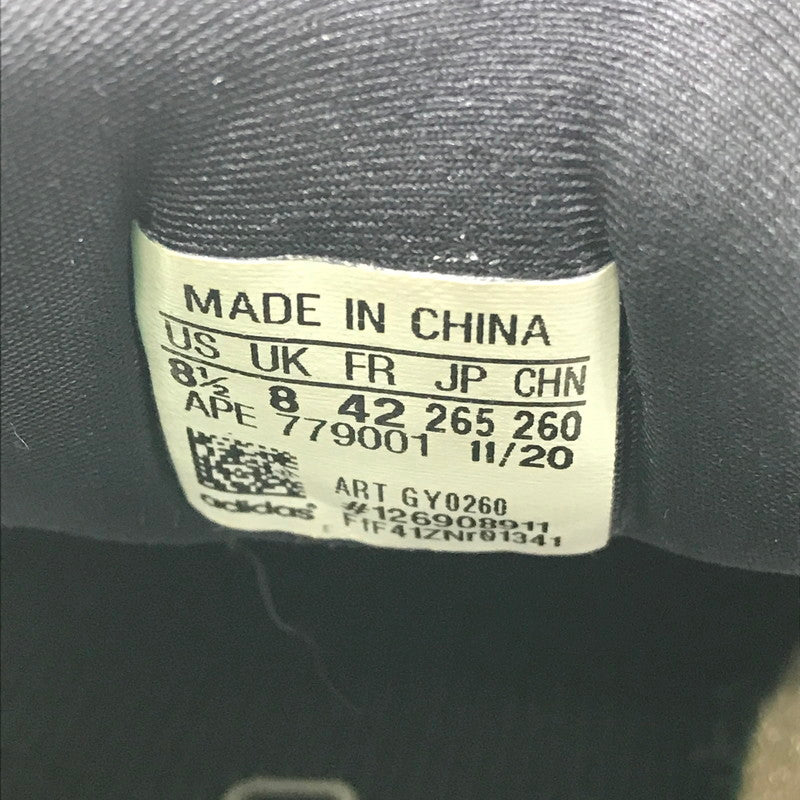 MADE IN CHINA
US UK FR JP CHN
8½ 8 42 265 260
APE 779001 11/20
ART GY0260
#126908911
adidas F1F41ZNr01341